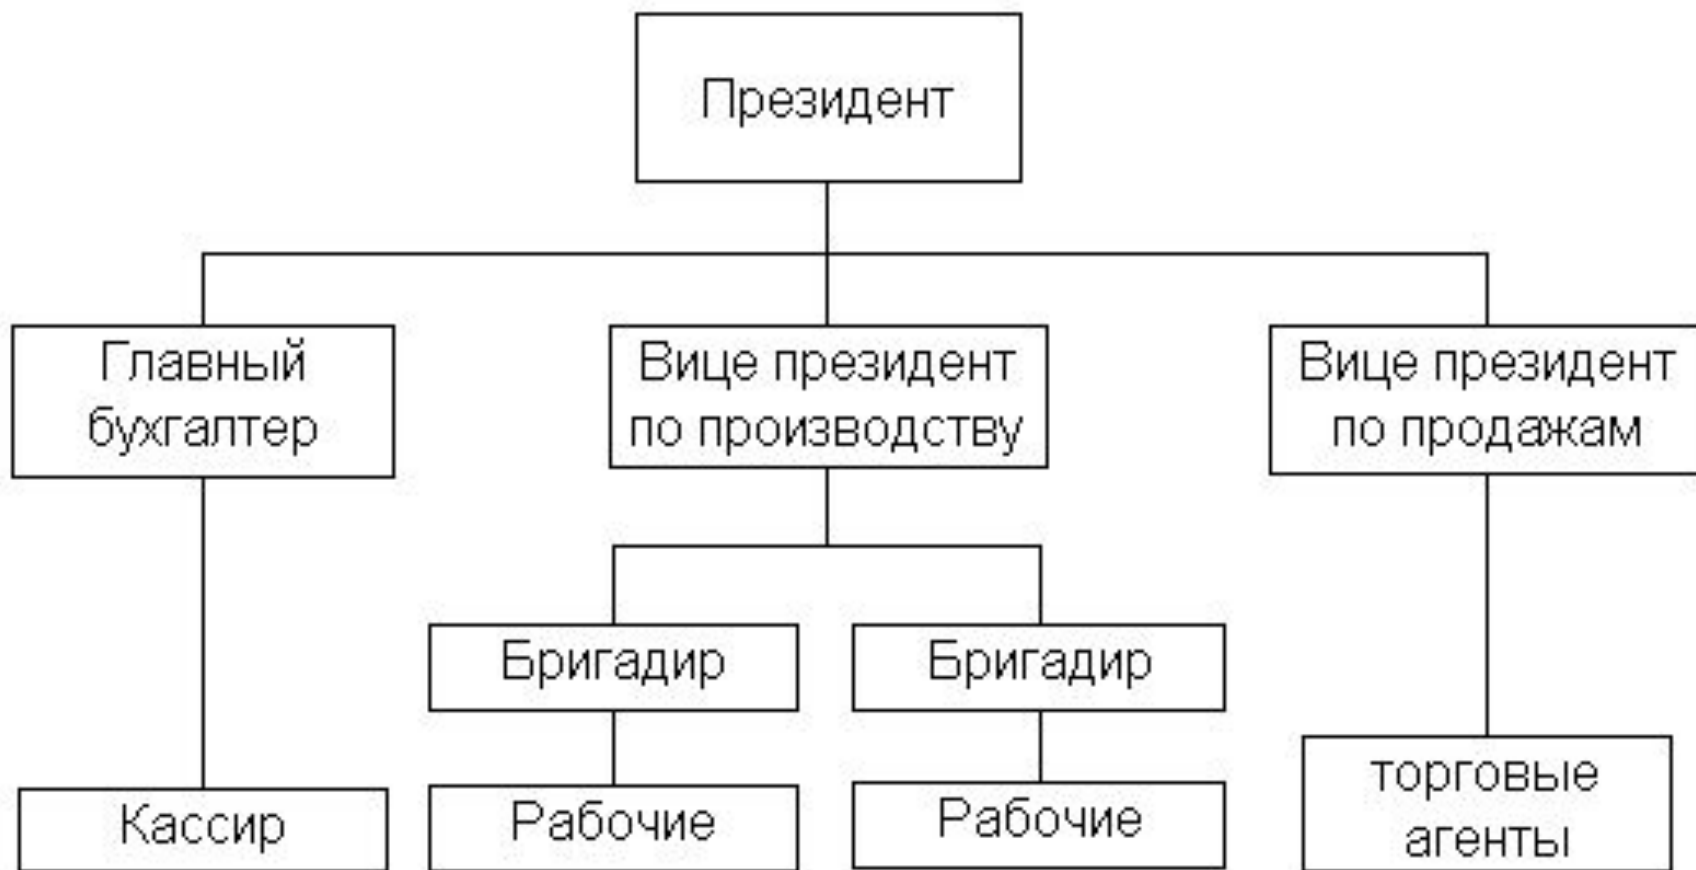 Президент
Главный
бухгалтер
Вице президент
по производству
Вице президент
по продажам
Бригадир
Бригадир
Кассир
Рабочие
Рабочие
торговые
агенты